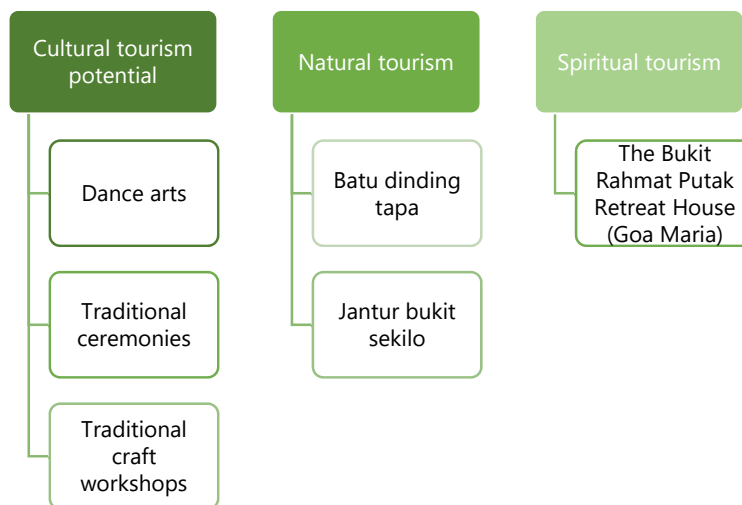 Cultural tourism
potential
Dance arts
Traditional
ceremonies
Traditional
craft
workshops
Natural tourism
Batu dinding
tapa
Jantur bukit
sekilo
Spiritual tourism
The Bukit
Rahmat Putak
Retreat House
(Goa Maria)